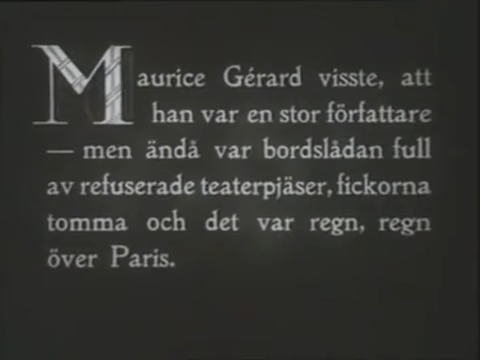 Maurice Gérard visste, att
han var en stor författare
— men ändå var bordslådan full
av refuserade teaterpjäser, fickorna
tomma och det var regn, regn
över Paris.